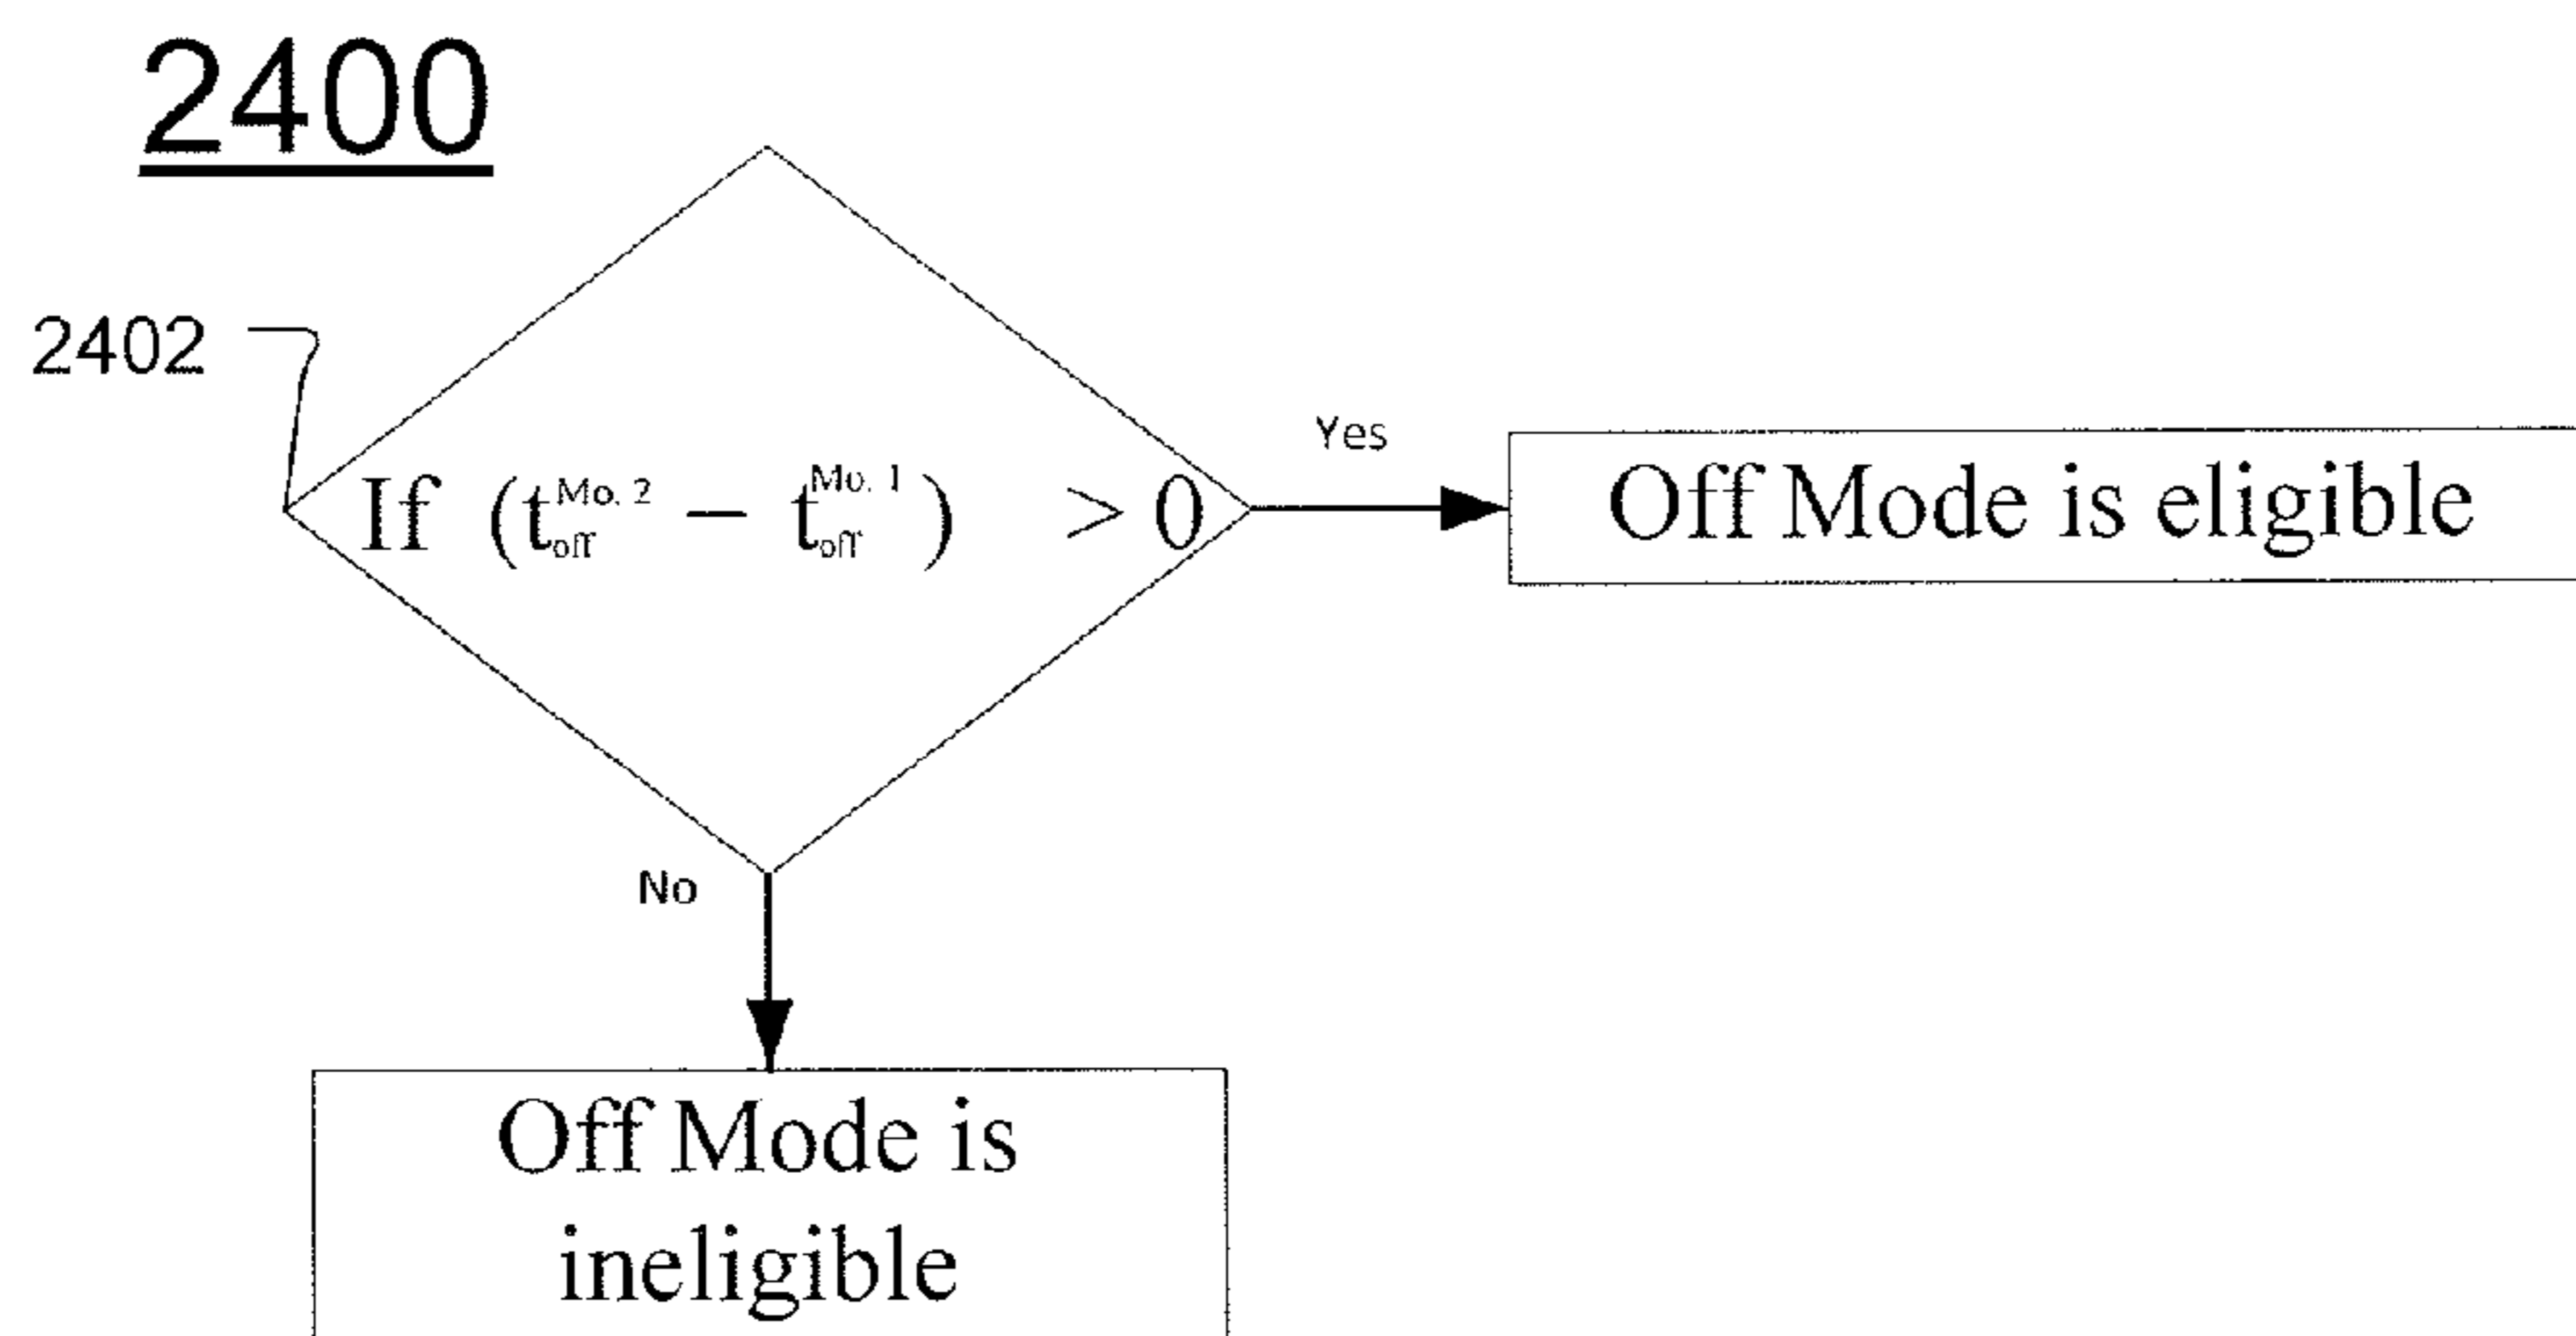 2400
2402
If (t_off^Mo. 2 − t_off^Mo. 1) > 0
Yes
Off Mode is eligible
No
Off Mode is
ineligible